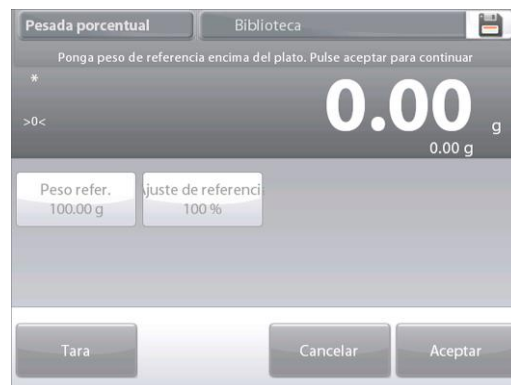 Pesada porcentual
Biblioteca
Ponga peso de referencia encima del plato. Pulse aceptar para continuar
*
>0<
0.00 g
0.00 g
Peso refer.
100.00 g
Ajuste de referenci
100 %
Tara
Cancelar
Aceptar